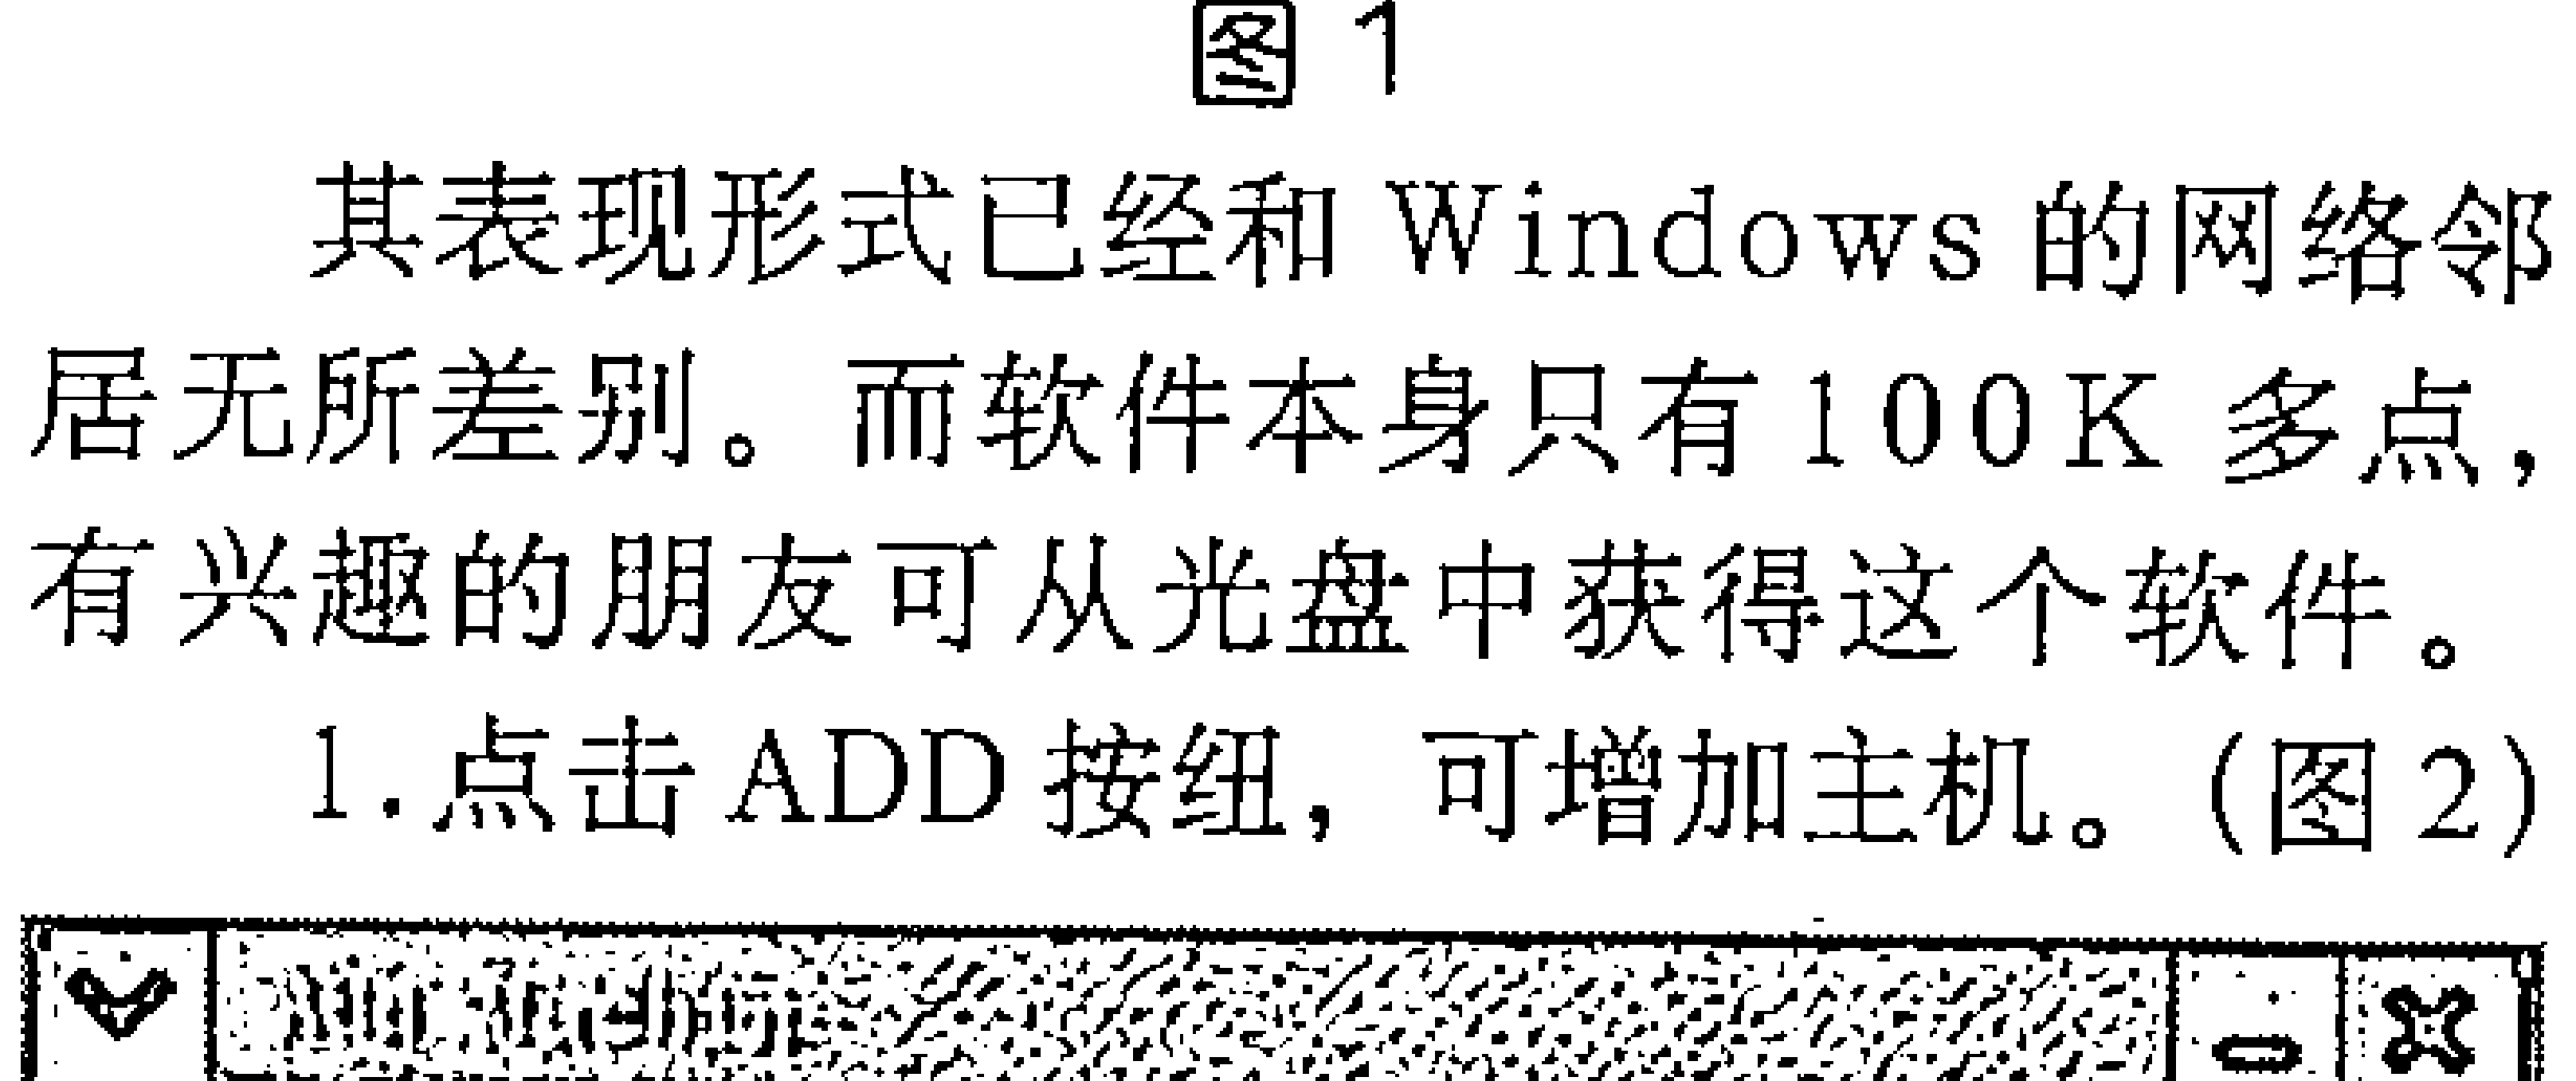 图 1
其表现形式已经和 Windows 的网络邻
居无所差别。而软件本身只有 100K 多点，
有兴趣的朋友可从光盘中获得这个软件。
1.点击 ADD 按纽，可增加主机。(图 2)